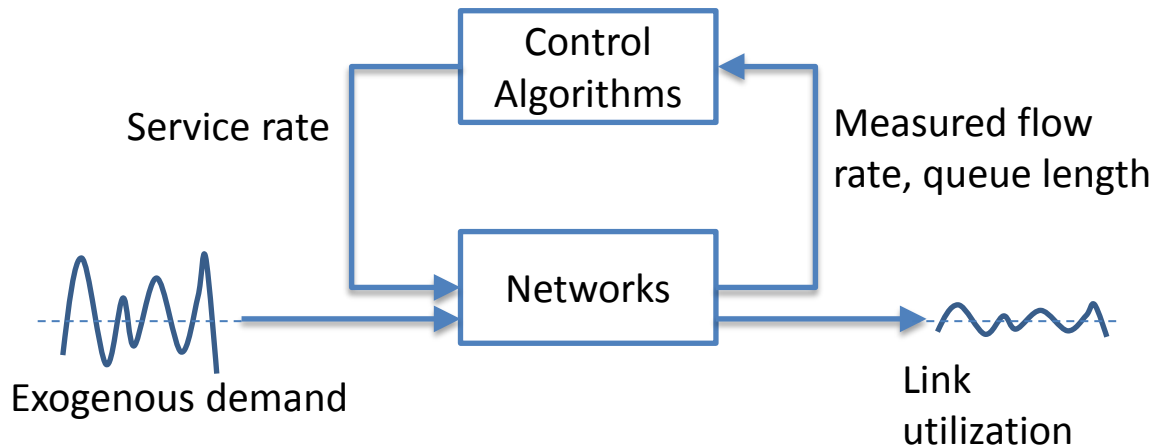 Control
Algorithms
Service rate
Measured flow
rate, queue length
Networks
Exogenous demand
Link
utilization